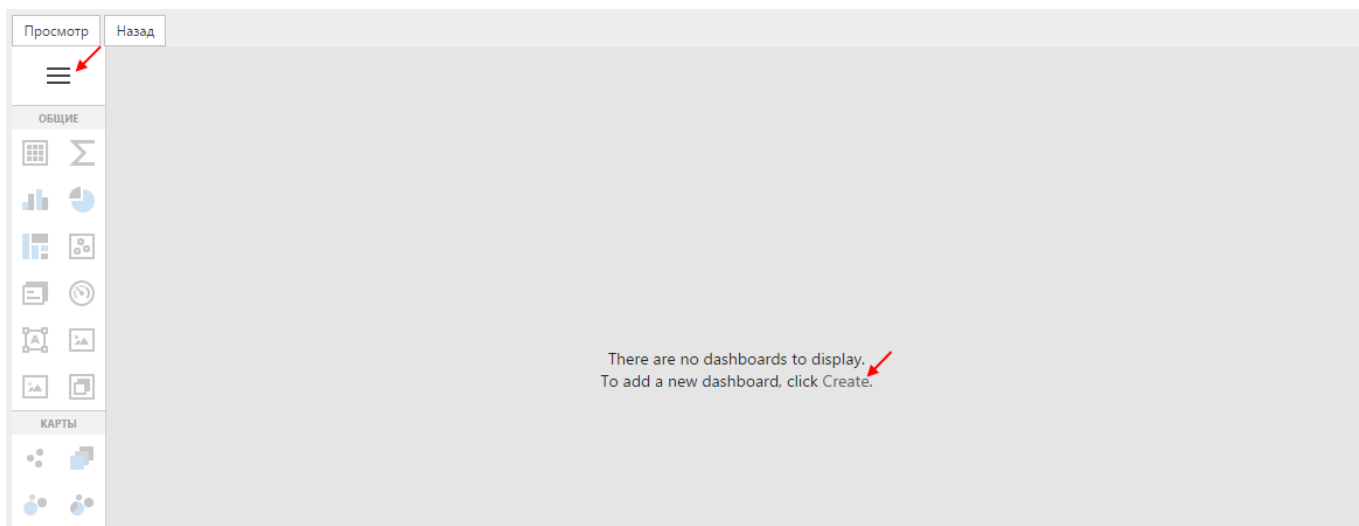 Просмотр
Назад
ОБЩИЕ
There are no dashboards to display.
To add a new dashboard, click Create.
КАРТЫ